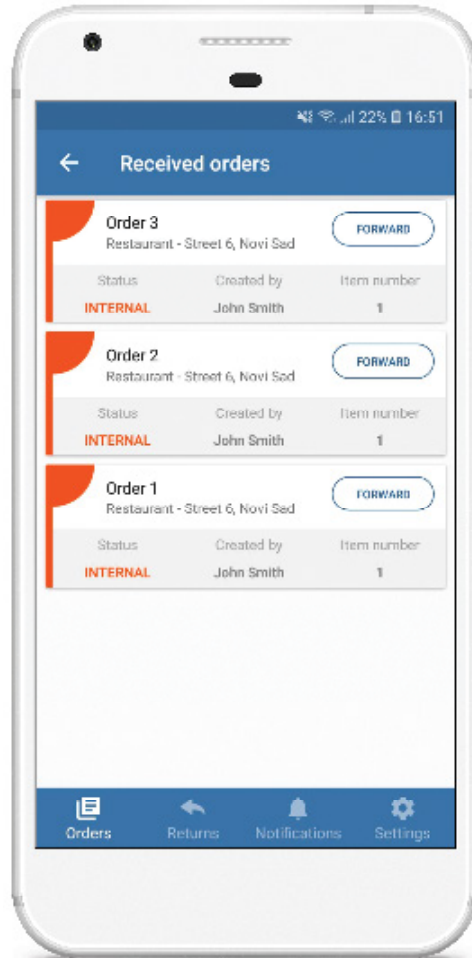 22% 16:51
Received orders
Order 3
Restaurant - Street 6, Novi Sad
FORWARD
Status Created by Item number
INTERNAL John Smith 1
Order 2
Restaurant - Street 6, Novi Sad
FORWARD
Status Created by Item number
INTERNAL John Smith 1
Order 1
Restaurant - Street 6, Novi Sad
FORWARD
Status Created by Item number
INTERNAL John Smith 1
Orders Returns Notifications Settings